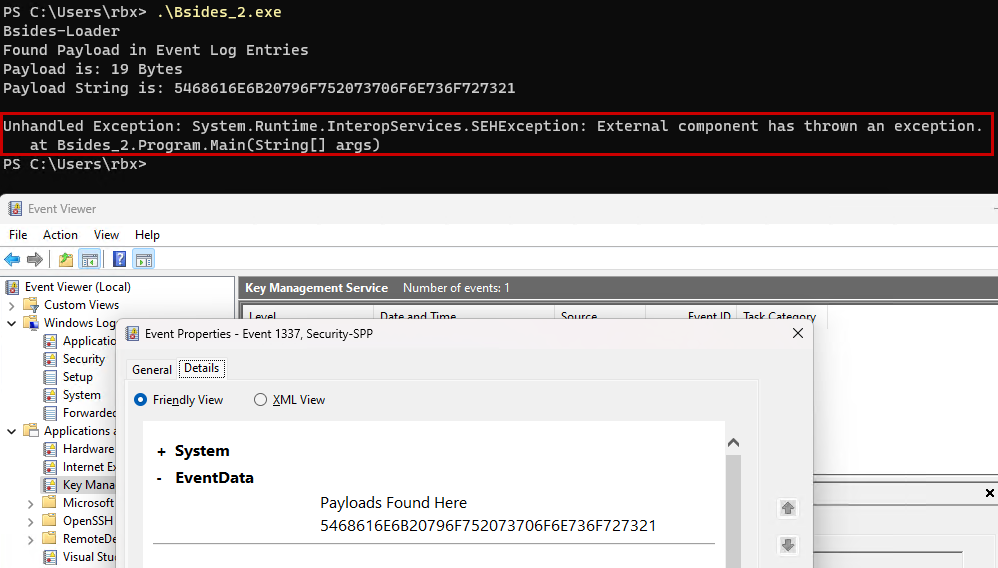 PS C:\Users\rbx> .\Bsides_2.exe
Bsides-Loader
Found Payload in Event Log Entries
Payload is: 19 Bytes
Payload String is: 5468616E6B20796F752073706F6E736F727321
Unhandled Exception: System.Runtime.InteropServices.SEHException: External component has thrown an exception.
at Bsides_2.Program.Main(String[] args)
PS C:\Users\rbx>
Event Viewer
File Action View Help
Event Viewer (Local)
Custom Views
Windows Log
Applicatio
Security
Setup
System
Forwarded
Applications a
Hardware
Internet Ex
Key Mana
Microsoft
OpenSSH
RemoteDe
Visual Stu
Key Management Service Number of events: 1
Level Date and Time Source Event ID Task Category
Event Properties - Event 1337, Security-SPP
General Details
Friendly View XML View
+ System
- EventData
Payloads Found Here
5468616E6B20796F752073706F6E736F727321